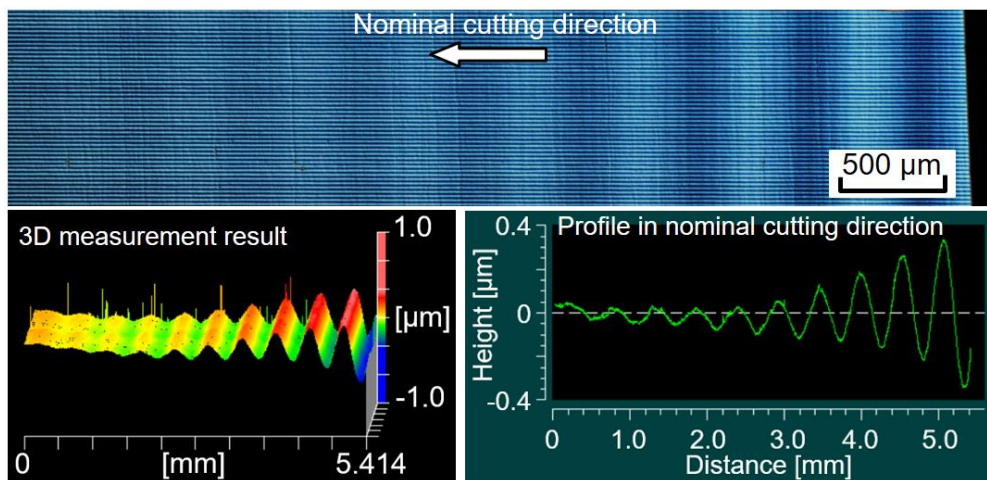 Nominal cutting direction
500 μm
3D measurement result
1.0
[μm]
-1.0
0
[mm]
5.414
Profile in nominal cutting direction
0.4
0
-0.4
Height [μm]
0
1.0
2.0
3.0
4.0
5.0
Distance [mm]